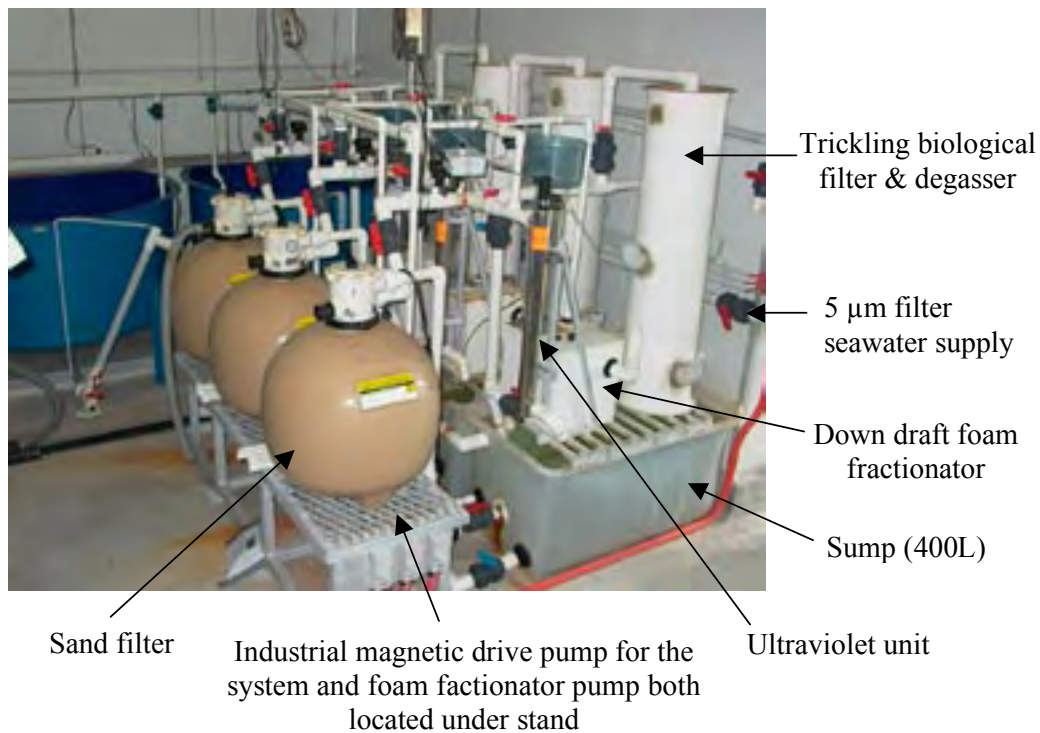 Trickling biological
filter & degasser
5 µm filter
seawater supply
Down draft foam
fractionator
Sump (400L)
Ultraviolet unit
Sand filter
Industrial magnetic drive pump for the
system and foam factionator pump both
located under stand